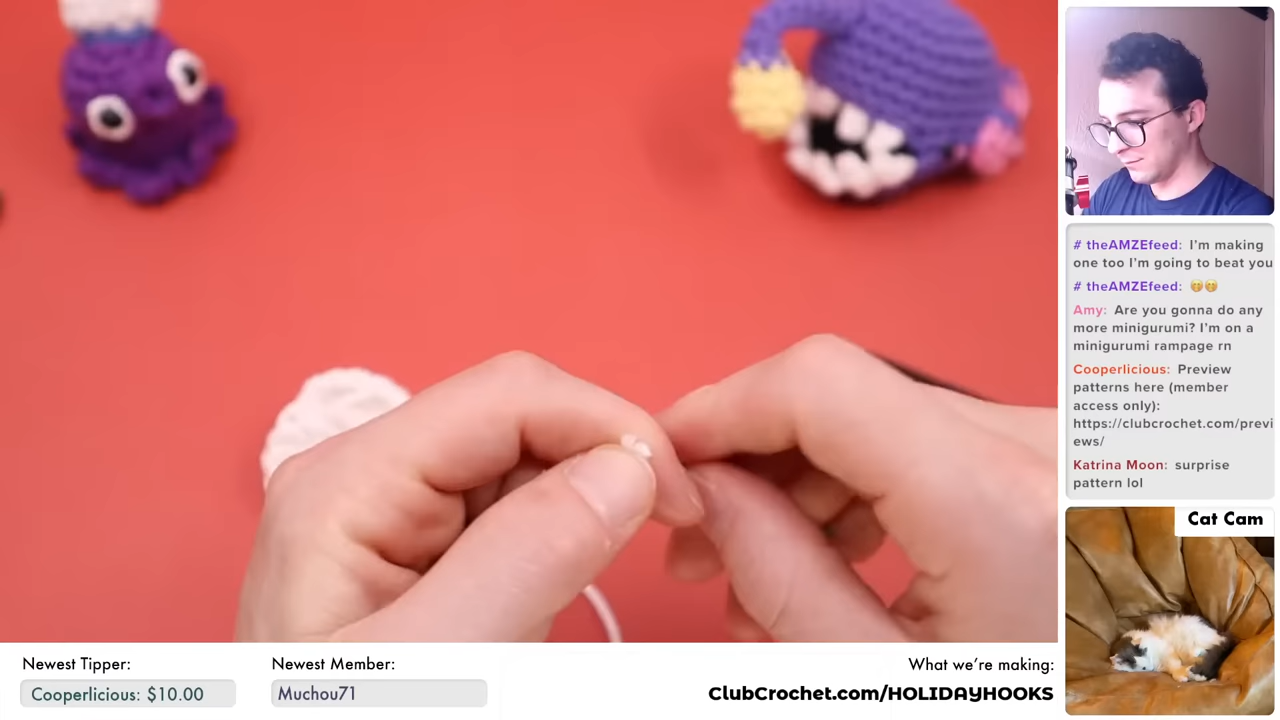 # theAMZEfeed: I'm making
one too I'm going to beat you
# theAMZEfeed: 🤭🤭
Amy: Are you gonna do any
more minigurumi? I'm on a
minigurumi rampage rn
Cooperlicious: Preview
patterns here (member
access only):
https://clubcrochet.com/previ
ews/
Katrina Moon: surprise
pattern lol
Cat Cam
Newest Tipper:
Cooperlicious: $10.00
Newest Member:
Muchou71
What we're making:
ClubCrochet.com/HOLIDAYHOOKS